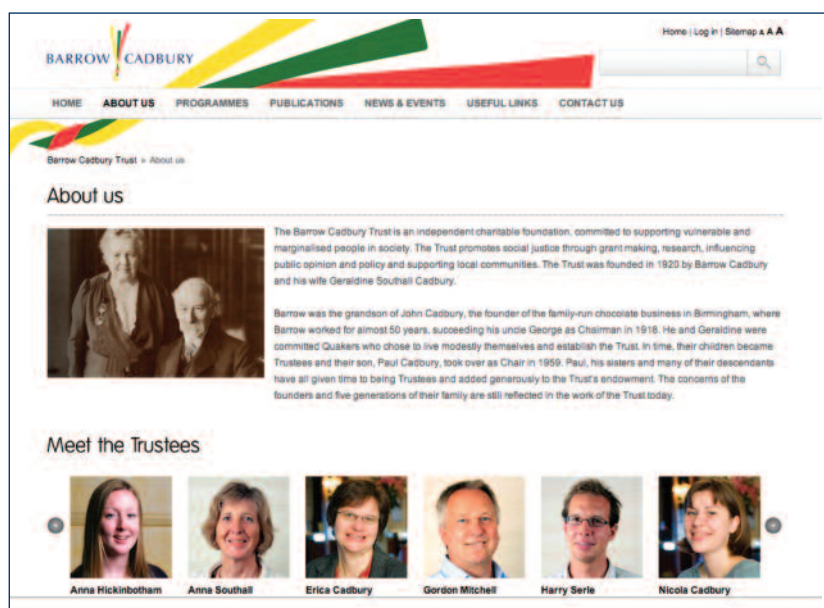 Home | Log in | Sitemap A A A
BARROW CADBURY
HOME ABOUT US PROGRAMMES PUBLICATIONS NEWS & EVENTS USEFUL LINKS CONTACT US
Barrow Cadbury Trust » About us
About us
The Barrow Cadbury Trust is an independent charitable foundation, committed to supporting vulnerable and
marginalised people in society. The Trust promotes social justice through grant making, research, influencing
public opinion and policy and supporting local communities. The Trust was founded in 1920 by Barrow Cadbury
and his wife Geraldine Southall Cadbury.
Barrow was the grandson of John Cadbury, the founder of the family-run chocolate business in Birmingham, where
Barrow worked for almost 50 years, succeeding his uncle George as Chairman in 1918. He and Geraldine were
committed Quakers who chose to live modestly themselves and establish the Trust. In time, their children became
Trustees and their son, Paul Cadbury, took over as Chair in 1959. Paul, his sisters and many of their descendants
have all given time to being Trustees and added generously to the Trust's endowment. The concerns of the
founders and five generations of their family are still reflected in the work of the Trust today.
Meet the Trustees
Anna Hickinbotham Anna Southall Erica Cadbury Gordon Mitchell Harry Serle Nicola Cadbury